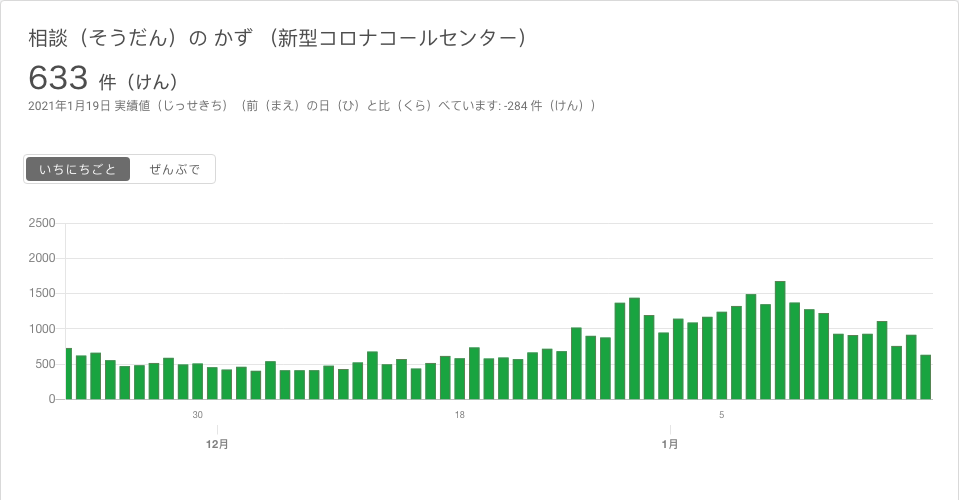 相談（そうだん）の かず （新型コロナコールセンター）
633 件（けん）
2021年1月19日 実績値（じっせきち）（前（まえ）の日（ひ）と比（くら）べています: -284 件（けん））
いちにちごと ぜんぶで
2500
2000
1500
1000
500
0
30 18 5
12月 1月